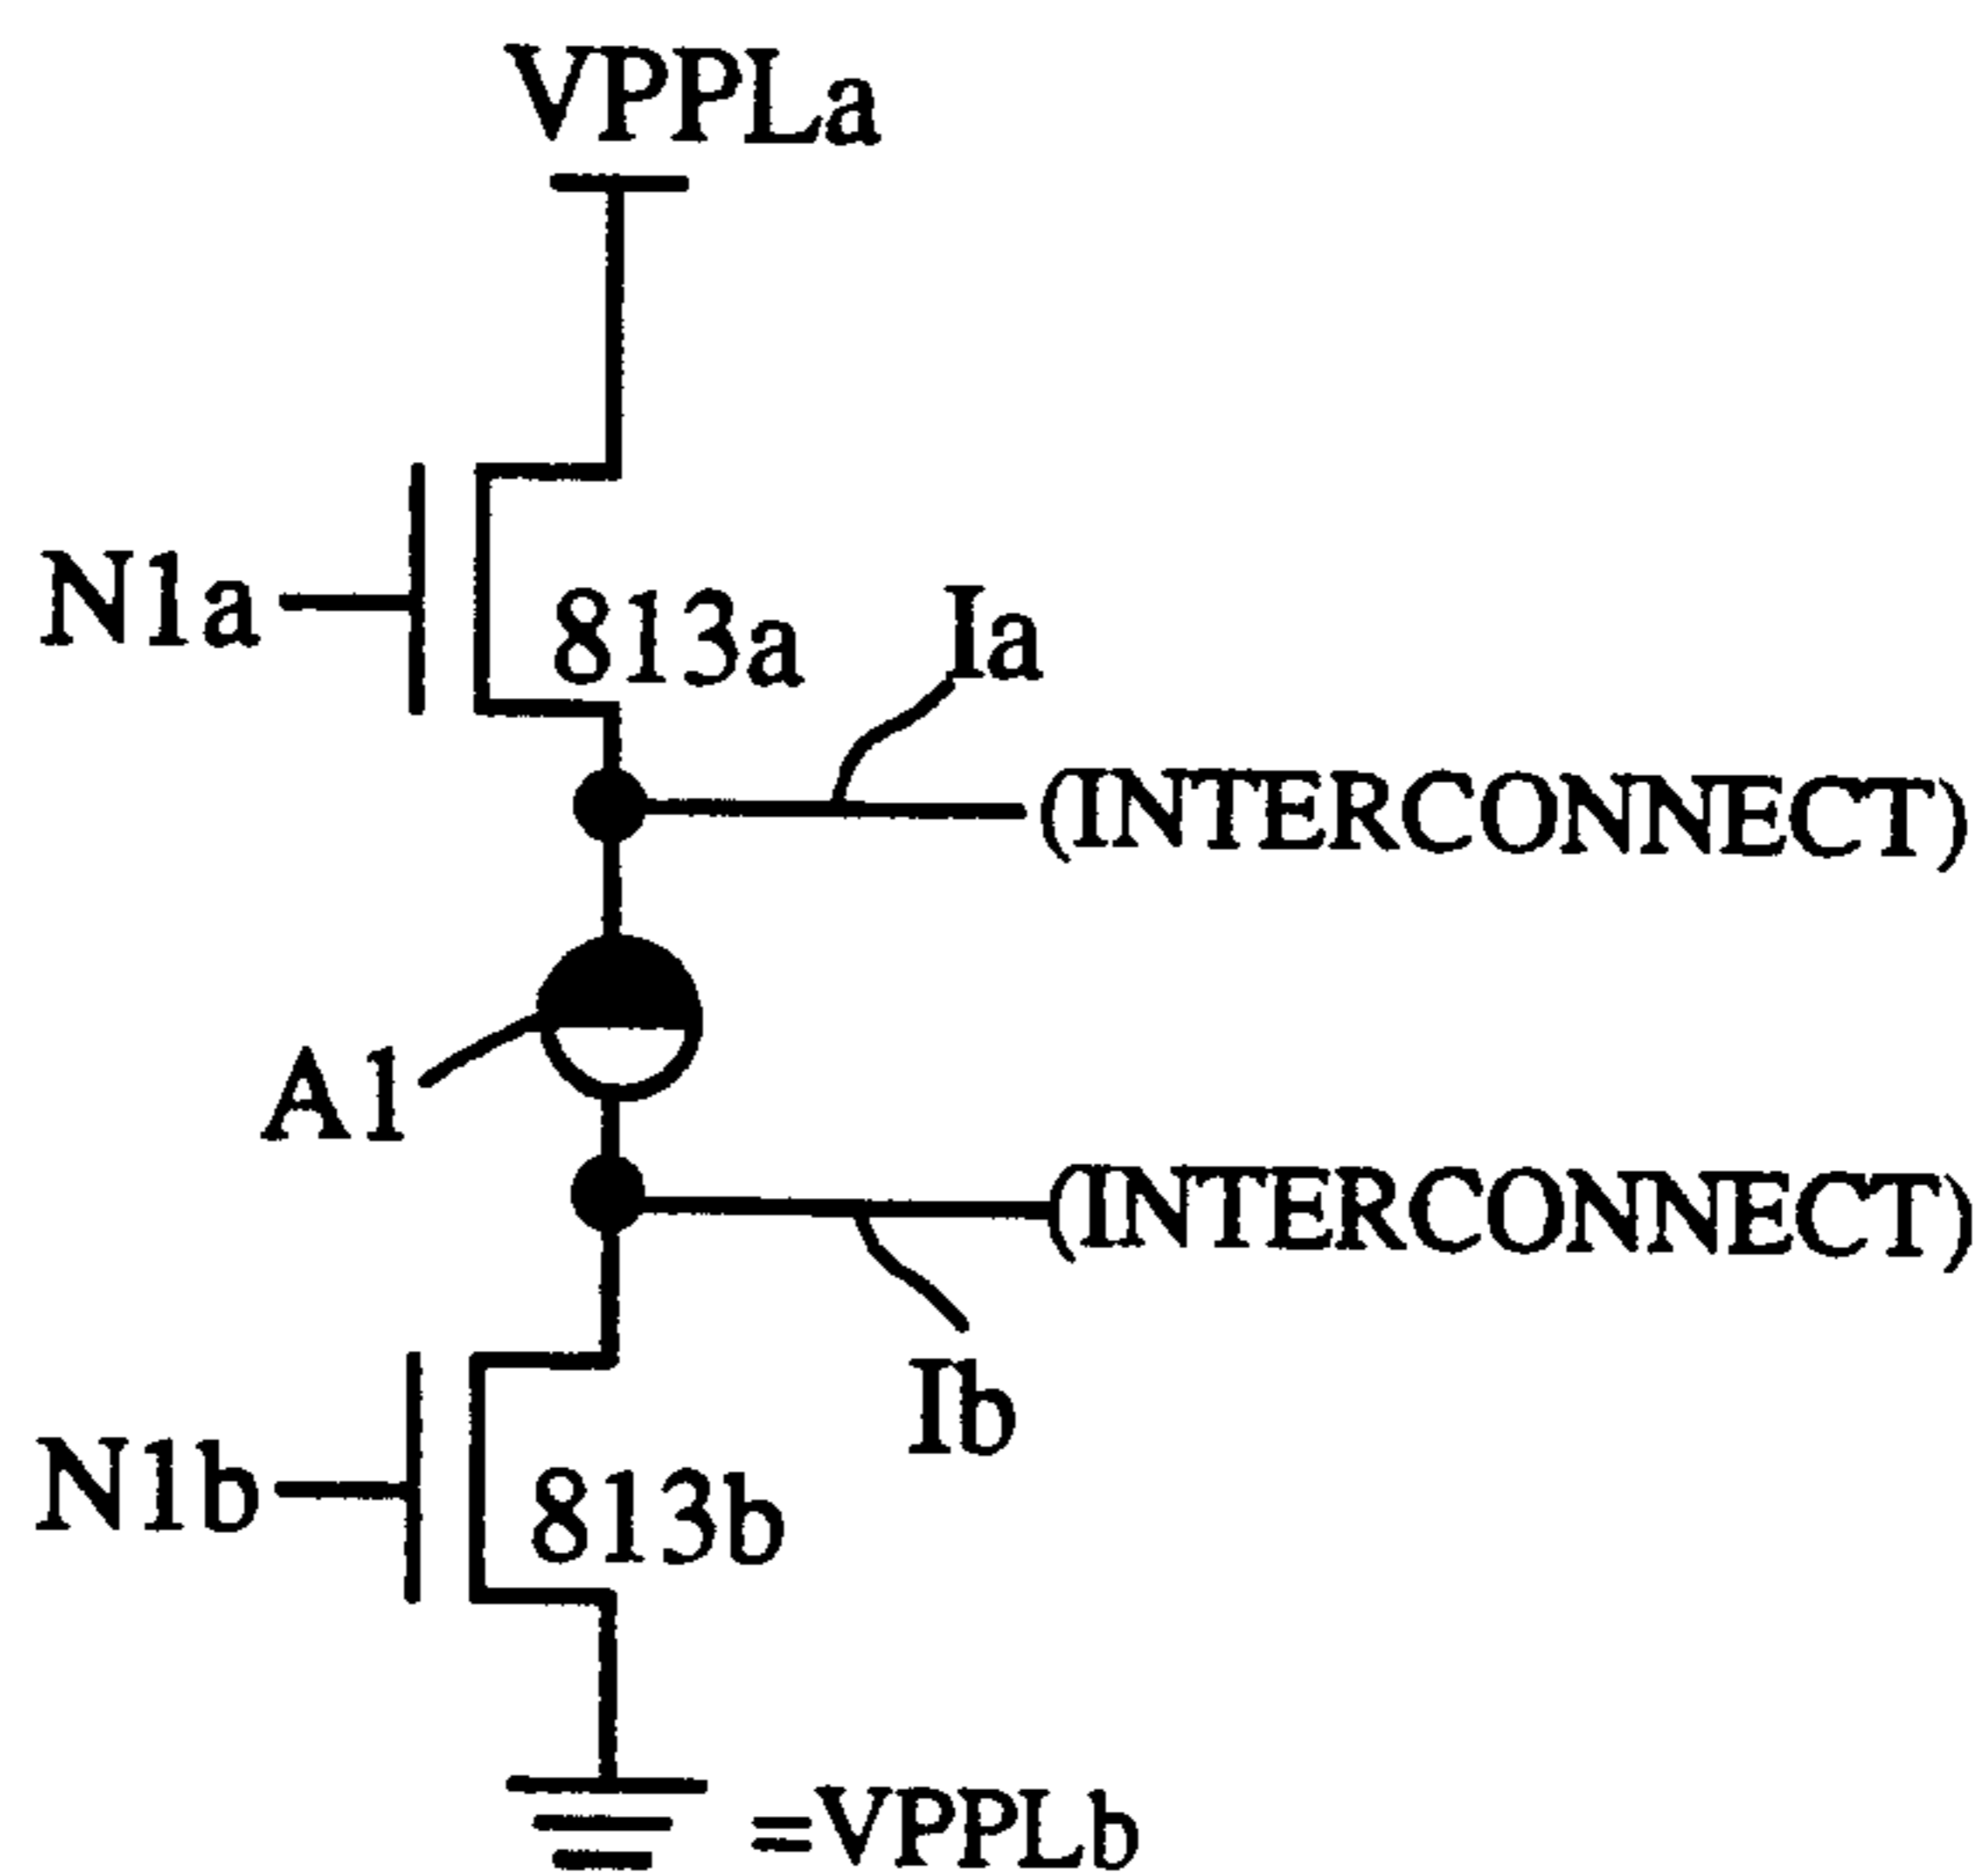 VPPLa
N1a
813a
Ia
(INTERCONNECT)
A1
(INTERCONNECT)
Ib
N1b
813b
=VPPLb